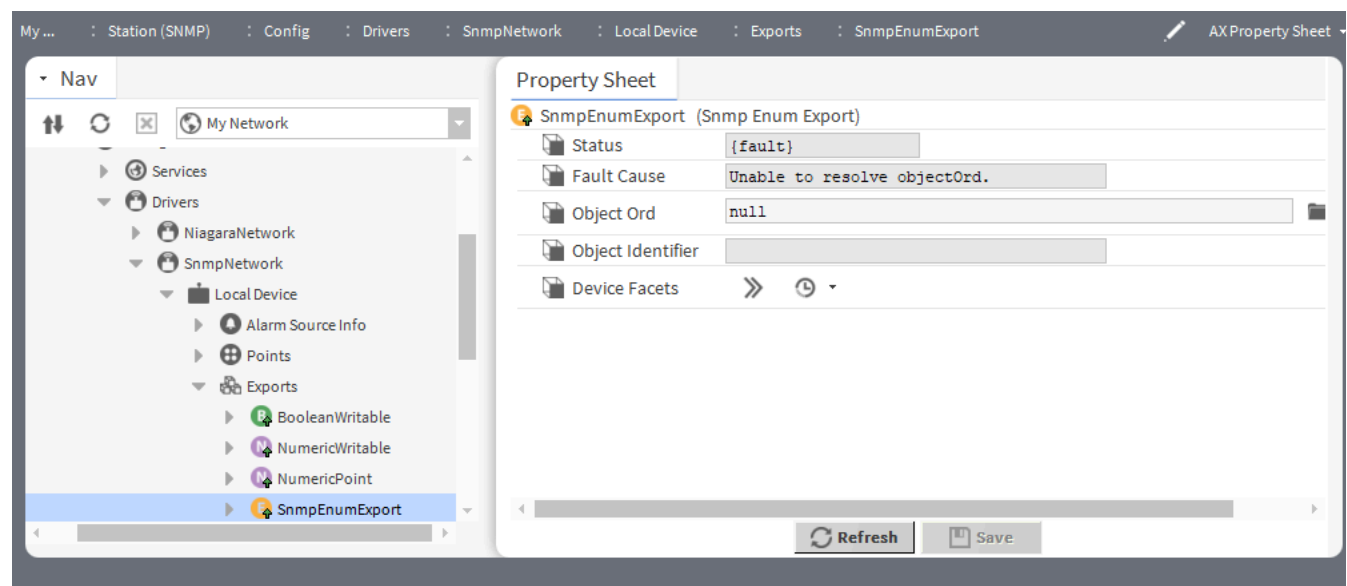 My ... : Station (SNMP) : Config : Drivers : SnmpNetwork : Local Device : Exports : SnmpEnumExport AX Property Sheet
Nav
My Network
Services
Drivers
NiagaraNetwork
SnmpNetwork
Local Device
Alarm Source Info
Points
Exports
B BooleanWritable
N NumericWritable
N NumericPoint
E SnmpEnumExport
Property Sheet
E SnmpEnumExport (Snmp Enum Export)
Status {fault}
Fault Cause Unable to resolve objectOrd.
Object Ord null
Object Identifier
Device Facets
Refresh Save